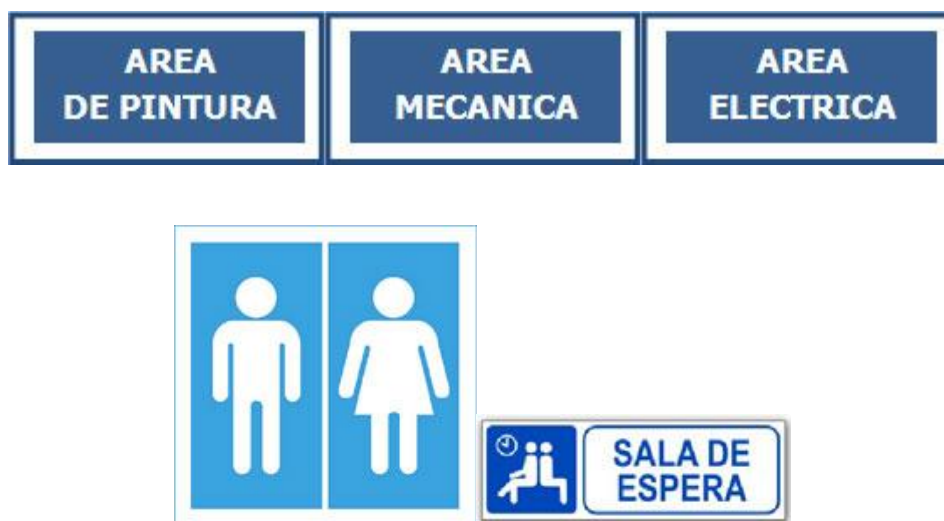 AREA
DE PINTURA
AREA
MECANICA
AREA
ELECTRICA
SALA DE
ESPERA